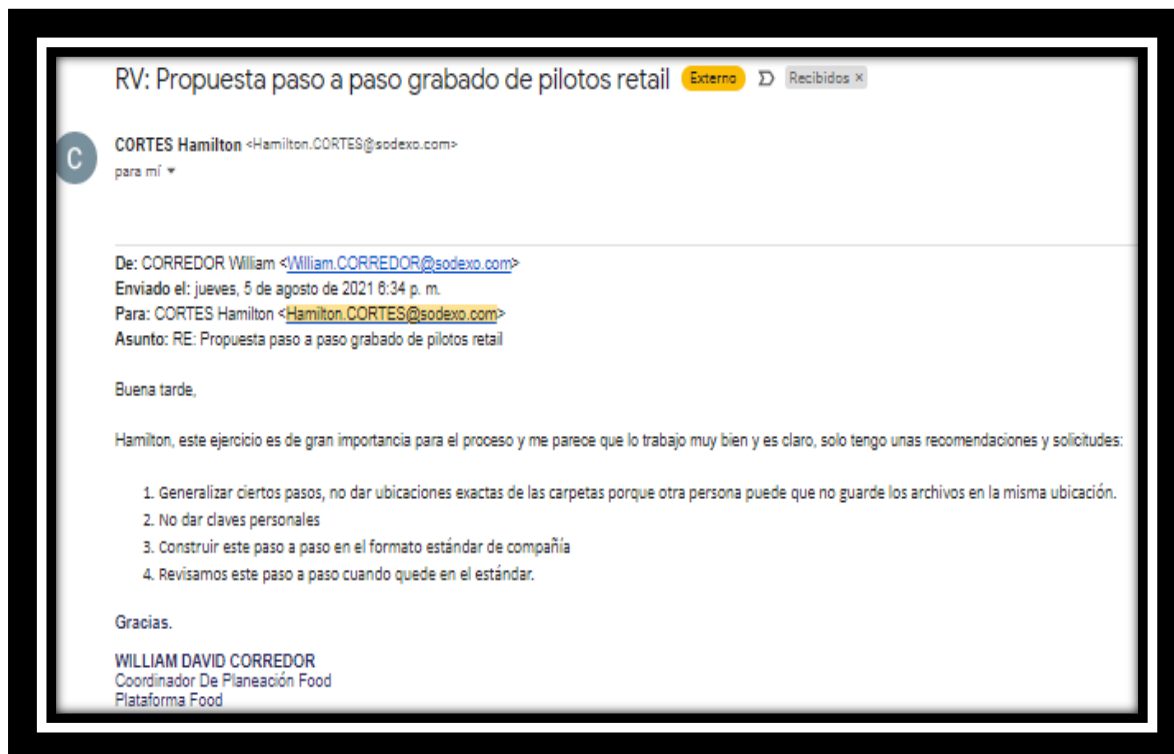 RV: Propuesta paso a paso grabado de pilotos retail Externo Recibidos ×
C
CORTES Hamilton <Hamilton.CORTES@sodexo.com>
para mí
De: CORREDOR William <William.CORREDOR@sodexo.com>
Enviado el: jueves, 5 de agosto de 2021 6:34 p. m.
Para: CORTES Hamilton <Hamilton.CORTES@sodexo.com>
Asunto: RE: Propuesta paso a paso grabado de pilotos retail
Buena tarde,
Hamilton, este ejercicio es de gran importancia para el proceso y me parece que lo trabajo muy bien y es claro, solo tengo unas recomendaciones y solicitudes:
1. Generalizar ciertos pasos, no dar ubicaciones exactas de las carpetas porque otra persona puede que no guarde los archivos en la misma ubicación.
2. No dar claves personales
3. Construir este paso a paso en el formato estándar de compañía
4. Revisamos este paso a paso cuando quede en el estándar.
Gracias.
WILLIAM DAVID CORREDOR
Coordinador De Planeación Food
Plataforma Food